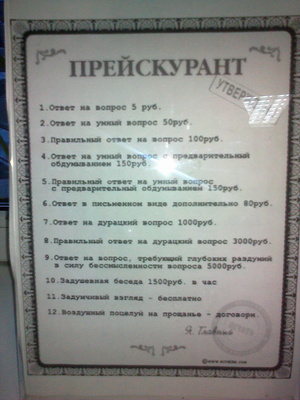 ПРЕЙСКУРАНТ
УТВЕР
1.Ответ на вопрос 5 руб.
2.Ответ на умный вопрос 50руб.
3.Правильный ответ на вопрос 100руб.
4.Ответ на умный вопрос с предварительный
обдумыванием 150руб.
5.Правильный ответ на умный вопрос
с предварительный обдумыванием 150руб.
6.Ответ в письменном виде дополнительно 80руб.
7.Ответ на дурацкий вопрос 1000руб.
8.Правильный ответ на дурацкий вопрос 3000руб.
9.Ответ на вопрос, требующий глубоких раздумий
в силу бессмысленности вопроса 5000руб.
10.Задушевная беседа 1500руб. в час
11.Задумчивый взгляд - бесплатно
12.Воздушный поцелуй на прощанье - договорн.